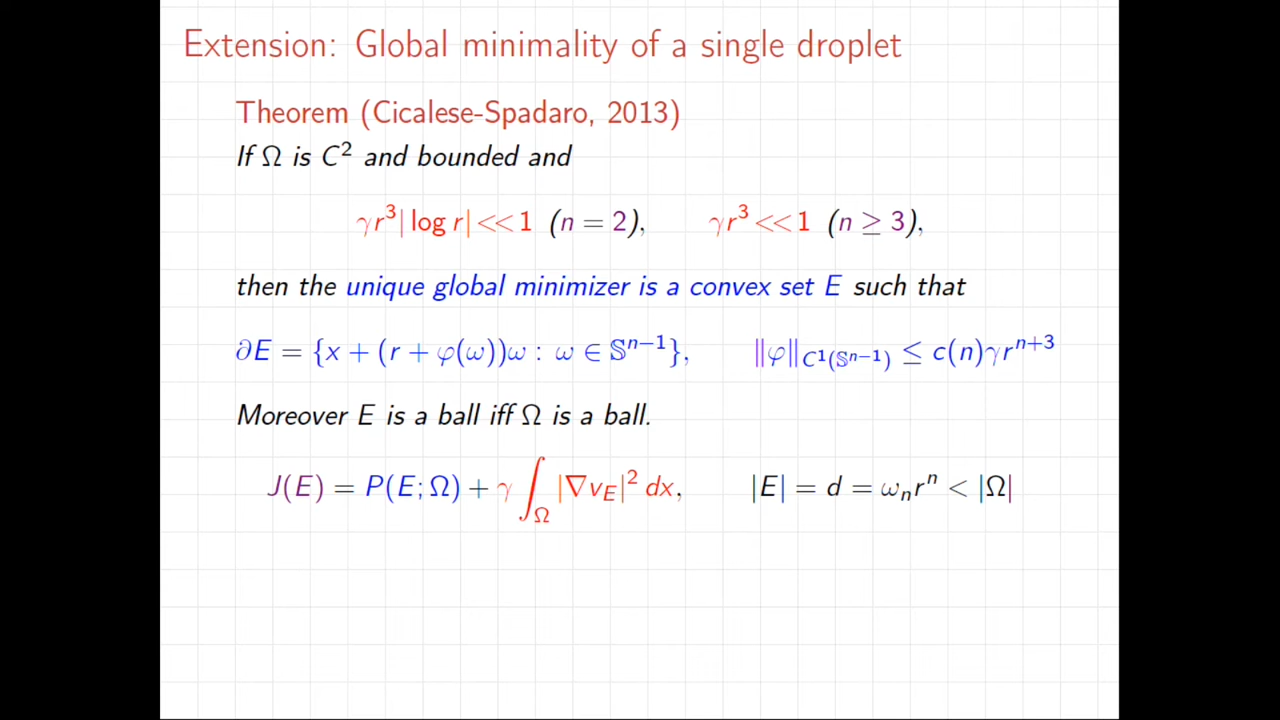 Extension: Global minimality of a single droplet
Theorem (Cicalese-Spadaro, 2013)
If Ω is C² and bounded and
γr³|log r| << 1 (n = 2), γr³ << 1 (n ≥ 3),
then the unique global minimizer is a convex set E such that
∂E = {x + (r + φ(ω))ω : ω ∈ 𝕊ⁿ⁻¹}, ‖φ‖_{C¹(𝕊ⁿ⁻¹)} ≤ c(n)γrⁿ⁺³
Moreover E is a ball iff Ω is a ball.
J(E) = P(E; Ω) + γ ∫_Ω |∇v_E|² dx, |E| = d = ω_n rⁿ < |Ω|